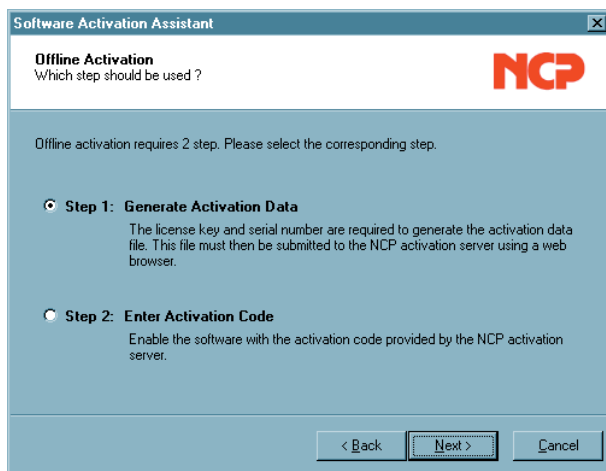 Software Activation Assistant
Offline Activation
Which step should be used ?
NCP
Offline activation requires 2 step. Please select the corresponding step.
Step 1: Generate Activation Data
The license key and serial number are required to generate the activation data
file. This file must then be submitted to the NCP activation server using a web
browser.
Step 2: Enter Activation Code
Enable the software with the activation code provided by the NCP activation
server.
< Back Next > Cancel